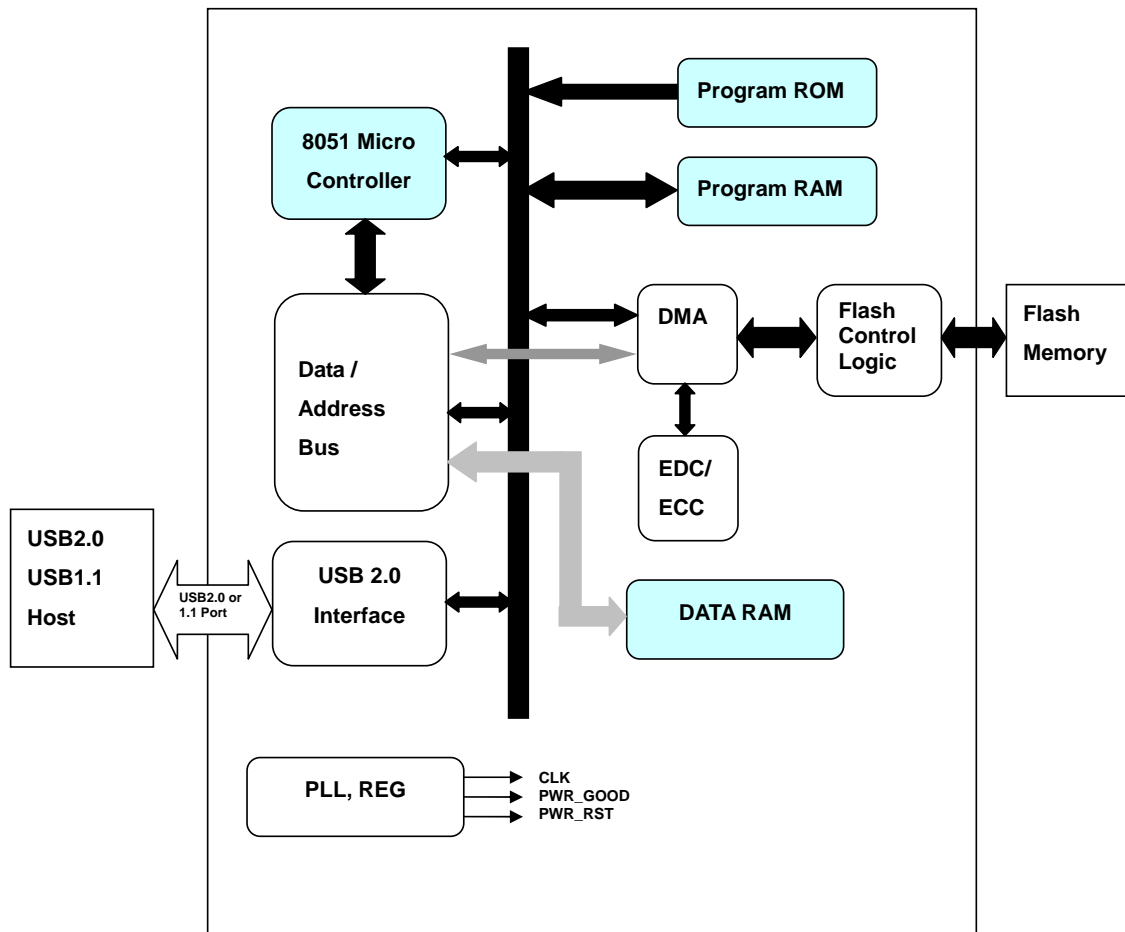 Program ROM
8051 Micro
Controller
Program RAM
DMA
Flash
Control
Logic
Flash
Memory
Data /
Address
Bus
EDC/
ECC
USB2.0
USB1.1
Host
USB2.0 or
1.1 Port
USB 2.0
Interface
DATA RAM
PLL, REG
CLK
PWR_GOOD
PWR_RST